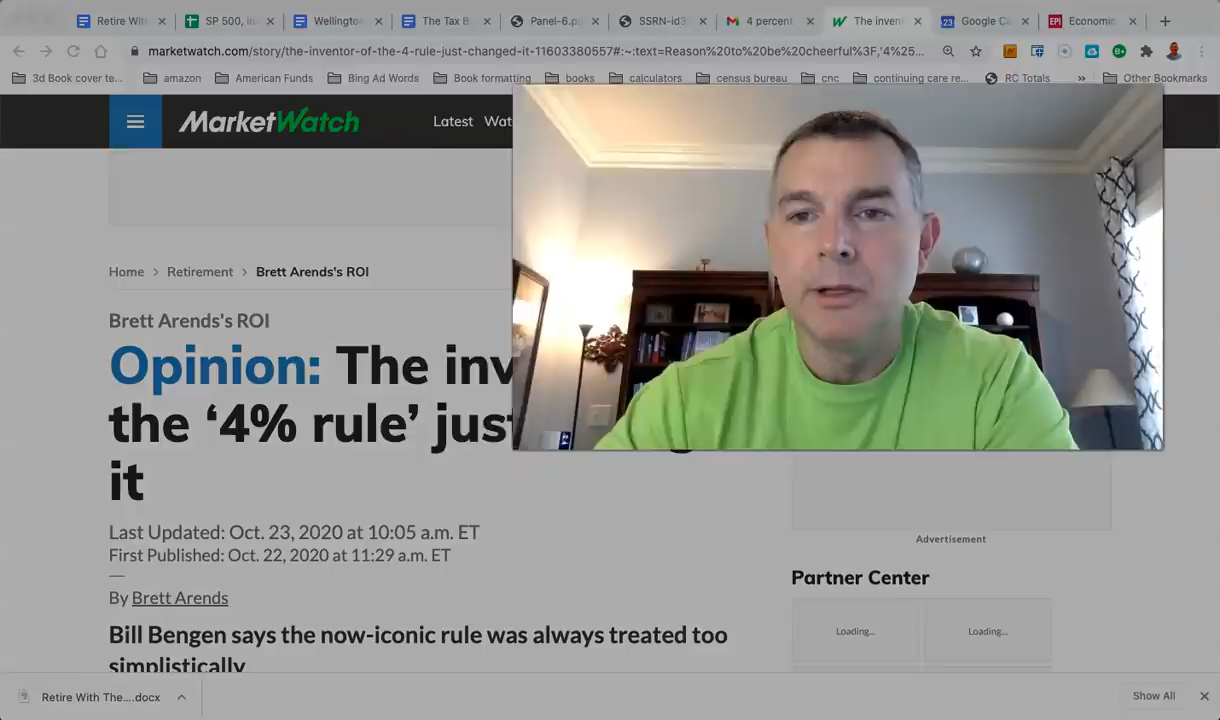 Retire Wit
SP 500, in
Wellington
The Tax B
Panel-6.p
SSRN-id3
4 percent
The inven
Google C
Economic
marketwatch.com/story/the-inventor-of-the-4-rule-just-changed-it-11603380557#:~:text=Reason%20to%20be%20cheerful%3F,'4%25...
3d Book cover te...
amazon
American Funds
Bing Ad Words
Book formatting
books
calculators
census bureau
cnc
continuing care re...
RC Totals
»
Other Bookmarks
MarketWatch
Latest
Wat
Home > Retirement > Brett Arends's ROI
Brett Arends's ROI
Opinion: The inv
the ‘4% rule’ jus
it
Last Updated: Oct. 23, 2020 at 10:05 a.m. ET
First Published: Oct. 22, 2020 at 11:29 a.m. ET
By Brett Arends
Bill Bengen says the now-iconic rule was always treated too
simplistically
Advertisement
Partner Center
Loading...
Loading...
Retire With The....docx
Show All